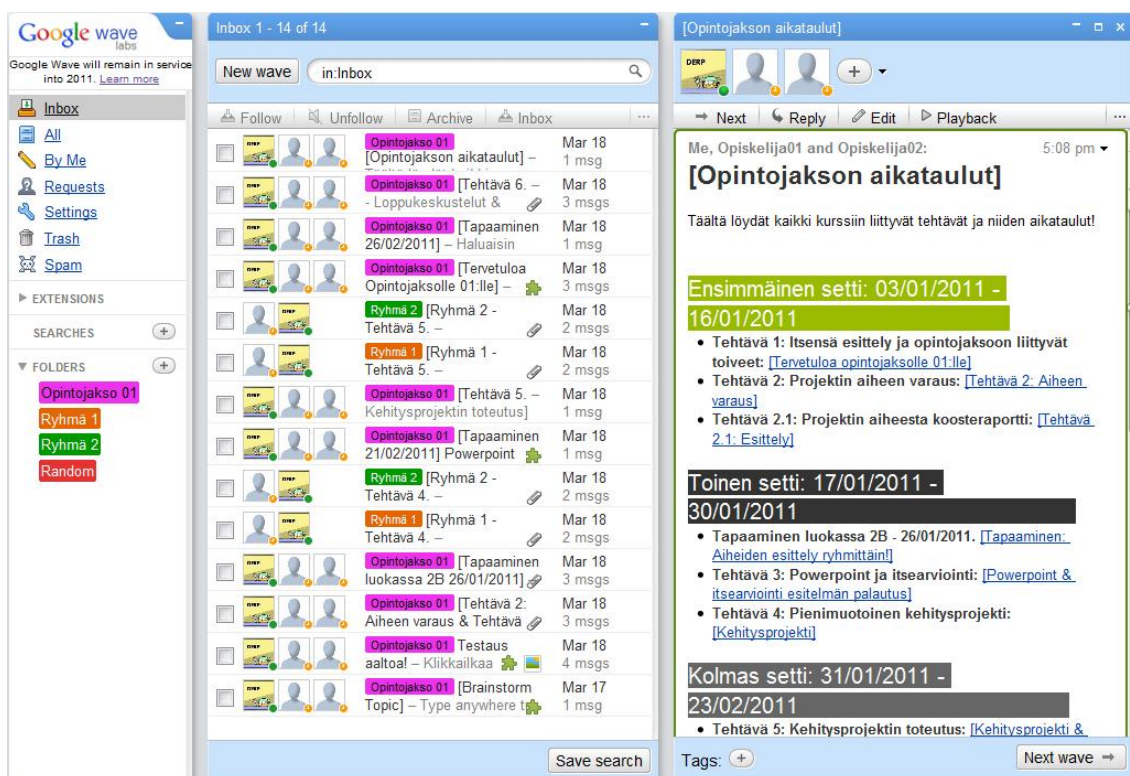 Google wave
labs
Google Wave will remain in service
into 2011. Learn more
Inbox
All
By Me
Requests
Settings
Trash
Spam
EXTENSIONS
SEARCHES
FOLDERS
Opintojakso 01
Ryhmä 1
Ryhmä 2
Random
Inbox 1 - 14 of 14
New wave in:Inbox
Follow Unfollow Archive Inbox ...
Opintojakso 01 Mar 18
[Opintojakson aikataulut] – 1 msg
Opintojakso 01 [Tehtävä 6. – Mar 18
- Loppukeskustelut & 3 msgs
Opintojakso 01 [Tapaaminen Mar 18
26/02/2011] – Haluaisin 1 msg
Opintojakso 01 [Tervetuloa Mar 18
Opintojaksolle 01:lle] – 3 msgs
Ryhmä 2 [Ryhmä 2 - Mar 18
Tehtävä 5. – 2 msgs
Ryhmä 1 [Ryhmä 1 - Mar 18
Tehtävä 5. – 2 msgs
Opintojakso 01 [Tehtävä 5. – Mar 18
Kehitysprojektin toteutus] 1 msg
Opintojakso 01 [Tapaaminen Mar 18
21/02/2011] Powerpoint 1 msg
Ryhmä 2 [Ryhmä 2 - Mar 18
Tehtävä 4. – 2 msgs
Ryhmä 1 [Ryhmä 1 - Mar 18
Tehtävä 4. – 2 msgs
Opintojakso 01 [Tapaaminen Mar 18
luokassa 2B 26/01/2011] 3 msgs
Opintojakso 01 [Tehtävä 2: Mar 18
Aiheen varaus & Tehtävä 3 msgs
Opintojakso 01 Testaus Mar 18
aaltoa! – Klikkailkaa 4 msgs
Opintojakso 01 [Brainstorm Mar 17
Topic] – Type anywhere t 1 msg
Save search
[Opintojakson aikataulut]
DERP
Next Reply Edit Playback ...
Me, Opiskelija01 and Opiskelija02: 5:08 pm
[Opintojakson aikataulut]
Täältä löydät kaikki kurssiin liittyvät tehtävät ja niiden aikataulut!
Ensimmäinen setti: 03/01/2011 -
16/01/2011
• Tehtävä 1: Itsensä esittely ja opintojaksoon liittyvät
toiveet: [Tervetuloa opintojaksolle 01:lle]
• Tehtävä 2: Projektin aiheen varaus: [Tehtävä 2: Aiheen
varaus]
• Tehtävä 2.1: Projektin aiheesta koosteraportti: [Tehtävä
2.1: Esittely]
Toinen setti: 17/01/2011 -
30/01/2011
• Tapaaminen luokassa 2B - 26/01/2011. [Tapaaminen:
Aiheiden esittely ryhmittäin!]
• Tehtävä 3: Powerpoint ja itsearviointi: [Powerpoint &
itsearviointi esitelmän palautus]
• Tehtävä 4: Pienimuotoinen kehitysprojekti:
[Kehitysprojekti]
Kolmas setti: 31/01/2011 -
23/02/2011
• Tehtävä 5: Kehitysprojektin toteutus: [Kehitysprojekti &
Tags: Next wave